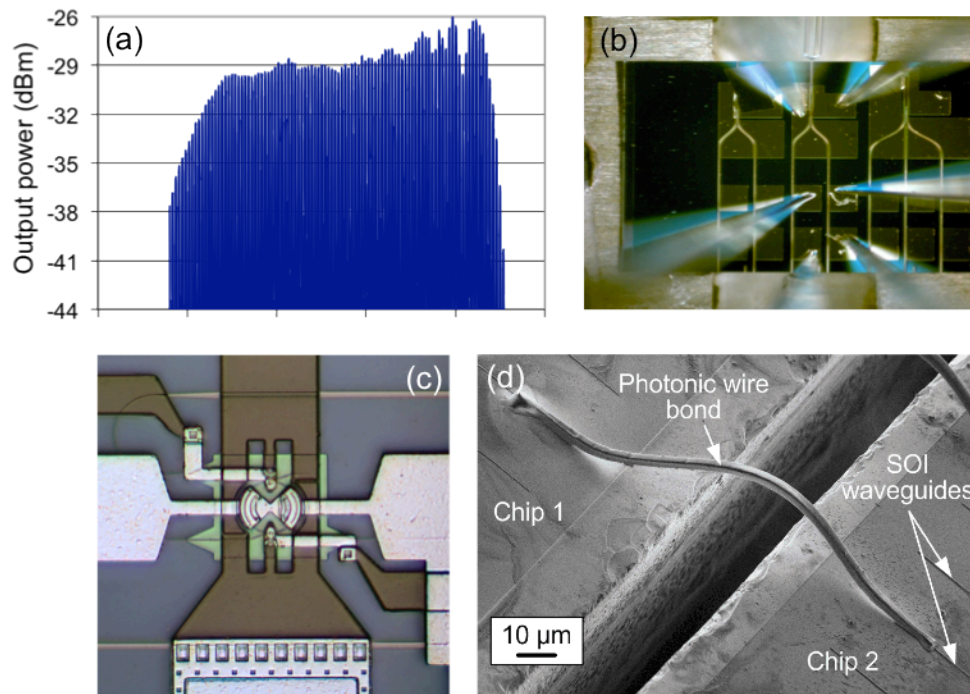 (a)
Output power (dBm)
-26
-29
-32
-35
-38
-41
-44
(b)
(c)
(d)
Photonic wire
bond
SOI
waveguides
Chip 1
10 µm
Chip 2